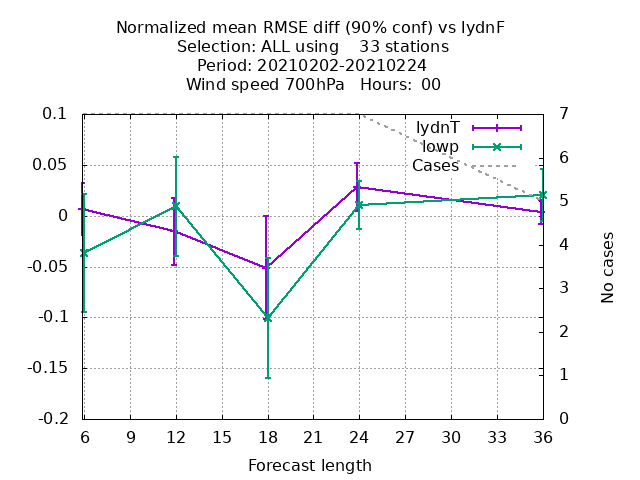 Normalized mean RMSE diff (90% conf) vs lydnF
Selection: ALL using    33 stations
Period: 20210202-20210224
Wind speed 700hPa   Hours:  00
0.1
0.05
0
-0.05
-0.1
-0.15
-0.2
lydnT
lowp
Cases
7
6
5
4
3
2
1
0
No cases
6 9 12 15 18 21 24 27 30 33 36
Forecast length